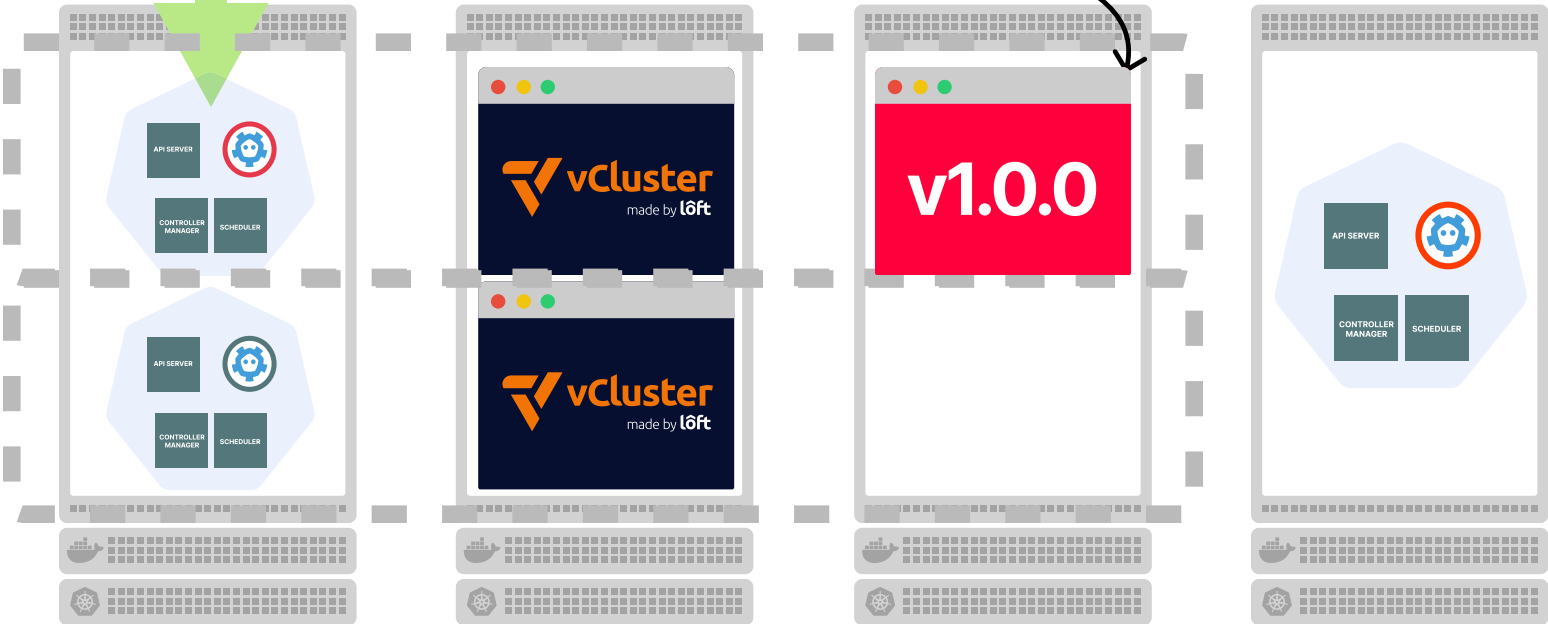 API SERVER
CONTROLLER
MANAGER
SCHEDULER
API SERVER
CONTROLLER
MANAGER
SCHEDULER
vCluster
made by lôft
vCluster
made by lôft
v1.0.0
API SERVER
CONTROLLER
MANAGER
SCHEDULER